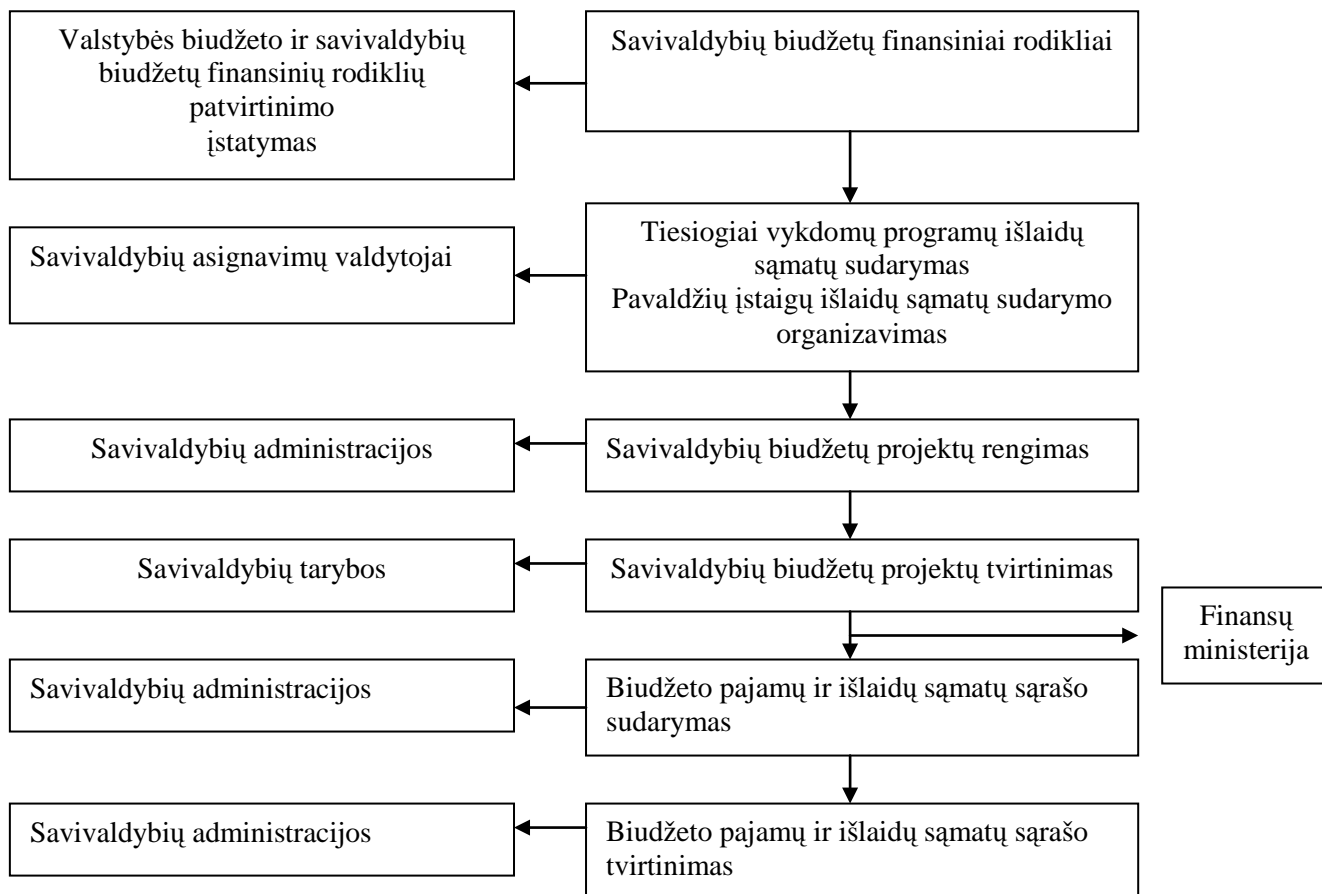 Valstybės biudžeto ir savivaldybių
biudžetų finansinių rodiklių
patvirtinimo
įstatymas
Savivaldybių biudžetų finansiniai rodikliai
Savivaldybių asignavimų valdytojai
Tiesiogiai vykdomų programų išlaidų
sąmatų sudarymas
Pavaldžių įstaigų išlaidų sąmatų sudarymo
organizavimas
Savivaldybių administracijos
Savivaldybių biudžetų projektų rengimas
Savivaldybių tarybos
Savivaldybių biudžetų projektų tvirtinimas
Finansų
ministerija
Savivaldybių administracijos
Biudžeto pajamų ir išlaidų sąmatų sąrašo
sudarymas
Savivaldybių administracijos
Biudžeto pajamų ir išlaidų sąmatų sąrašo
tvirtinimas